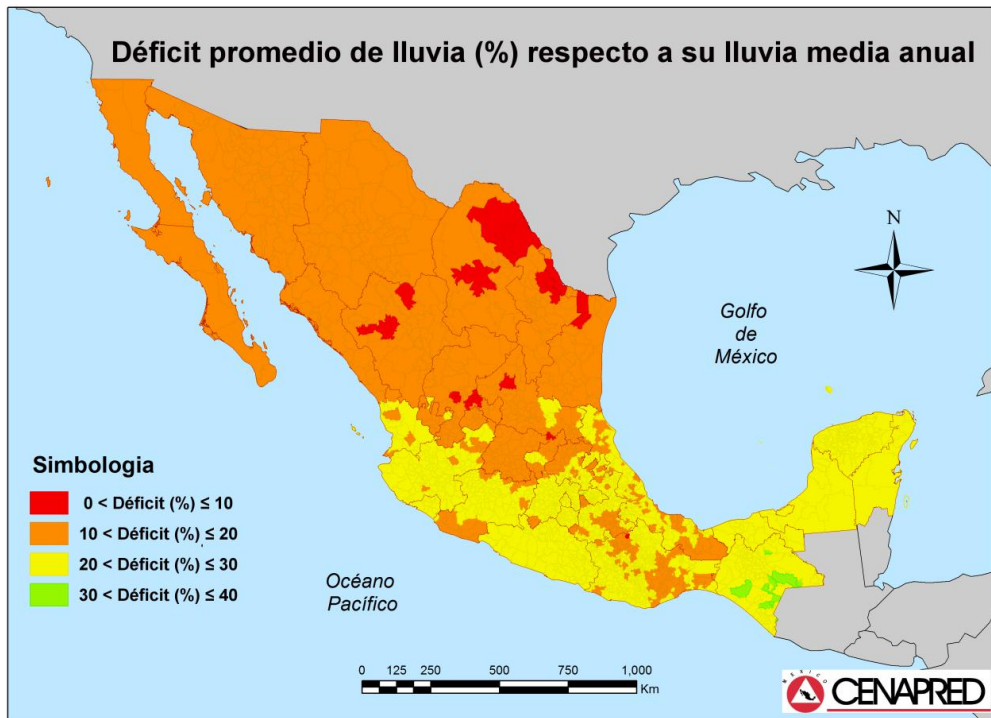 Déficit promedio de lluvia (%) respecto a su lluvia media anual
N
Golfo
de
México
Simbologia
0 < Déficit (%) ≤ 10
10 < Déficit (%) ≤ 20
20 < Déficit (%) ≤ 30
30 < Déficit (%) ≤ 40
Océano
Pacífico
0 125 250 500 750 1,000
Km
MEXICO
CENAPRED